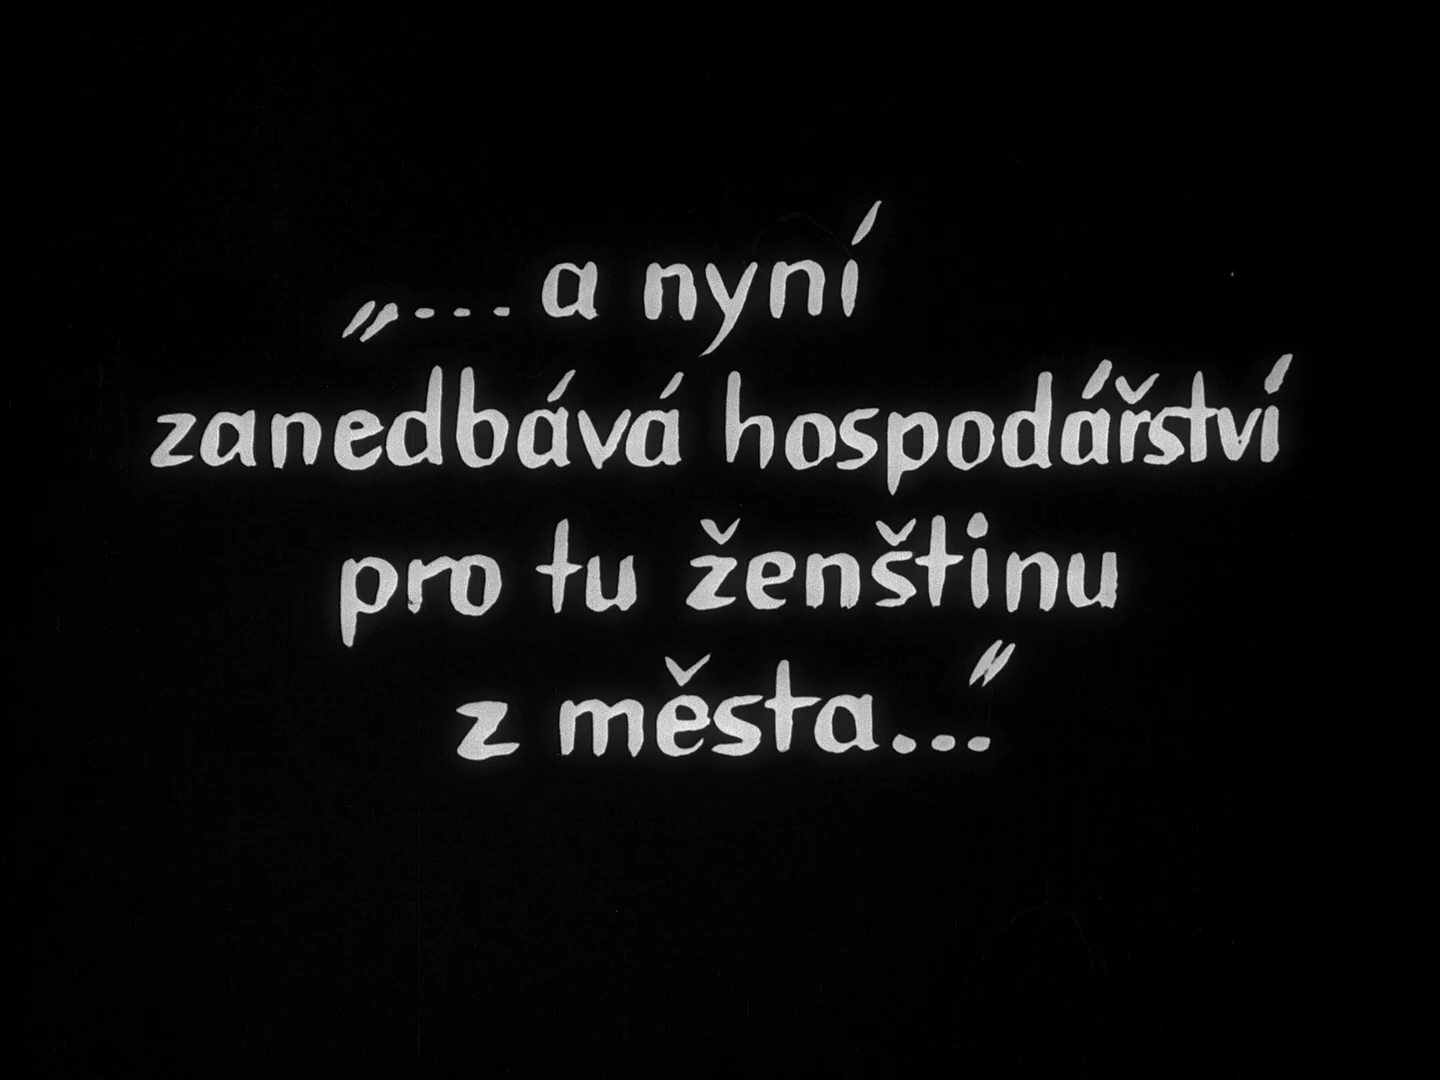 „... a nyní
zanedbává hospodářství
pro tu ženštinu
z města..."